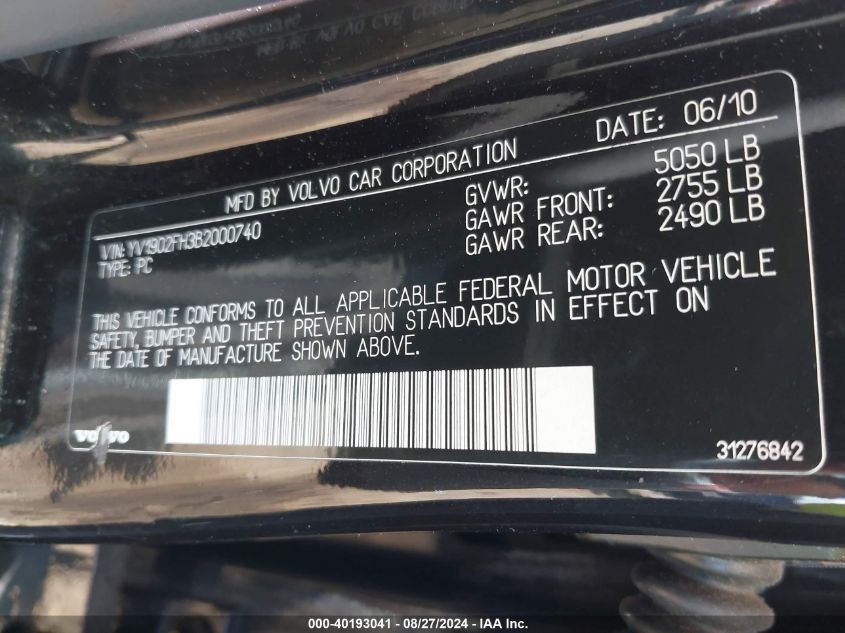 DATE: 06/10
MFD BY VOLVO CAR CORPORATION
GVWR: 5050 LB
GAWR FRONT: 2755 LB
GAWR REAR: 2490 LB
VIN: YV1902FH3B2000740
TYPE: PC
THIS VEHICLE CONFORMS TO ALL APPLICABLE FEDERAL MOTOR VEHICLE
SAFETY, BUMPER AND THEFT PREVENTION STANDARDS IN EFFECT ON
THE DATE OF MANUFACTURE SHOWN ABOVE.
VOLVO
31276842
000-40193041 - 08/27/2024 - IAA Inc.